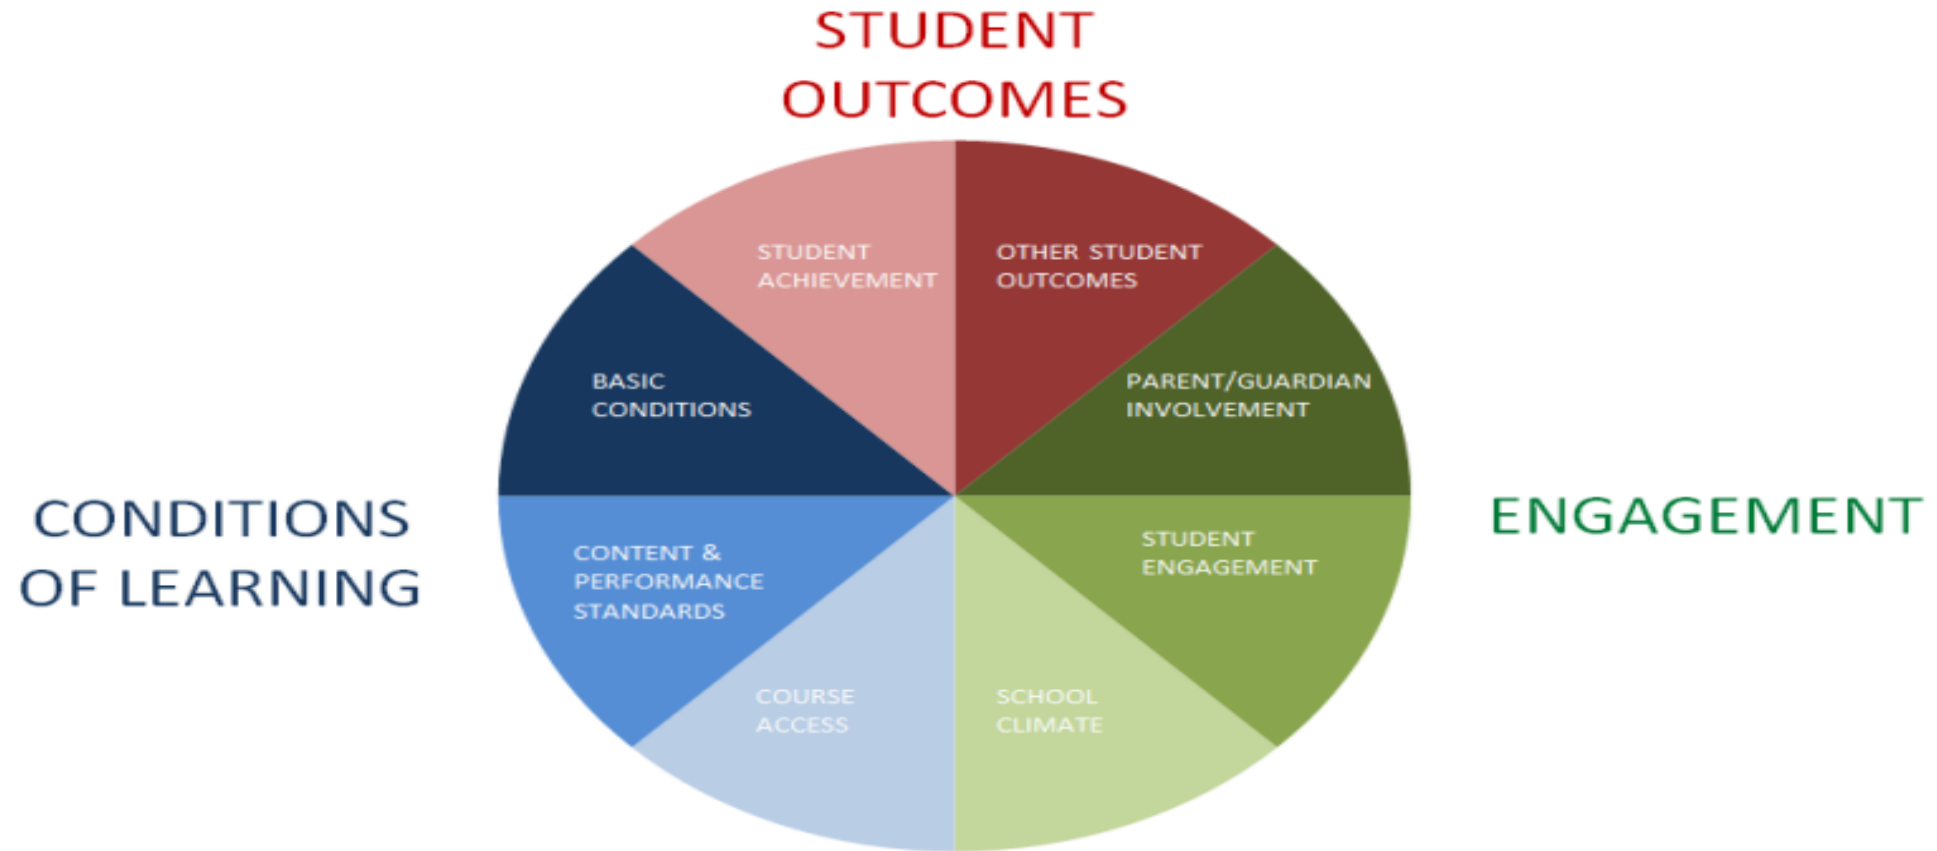 STUDENT
OUTCOMES
STUDENT
ACHIEVEMENT
OTHER STUDENT
OUTCOMES
BASIC
CONDITIONS
PARENT/GUARDIAN
INVOLVEMENT
CONDITIONS
OF LEARNING
ENGAGEMENT
CONTENT &
PERFORMANCE
STANDARDS
STUDENT
ENGAGEMENT
COURSE
ACCESS
SCHOOL
CLIMATE